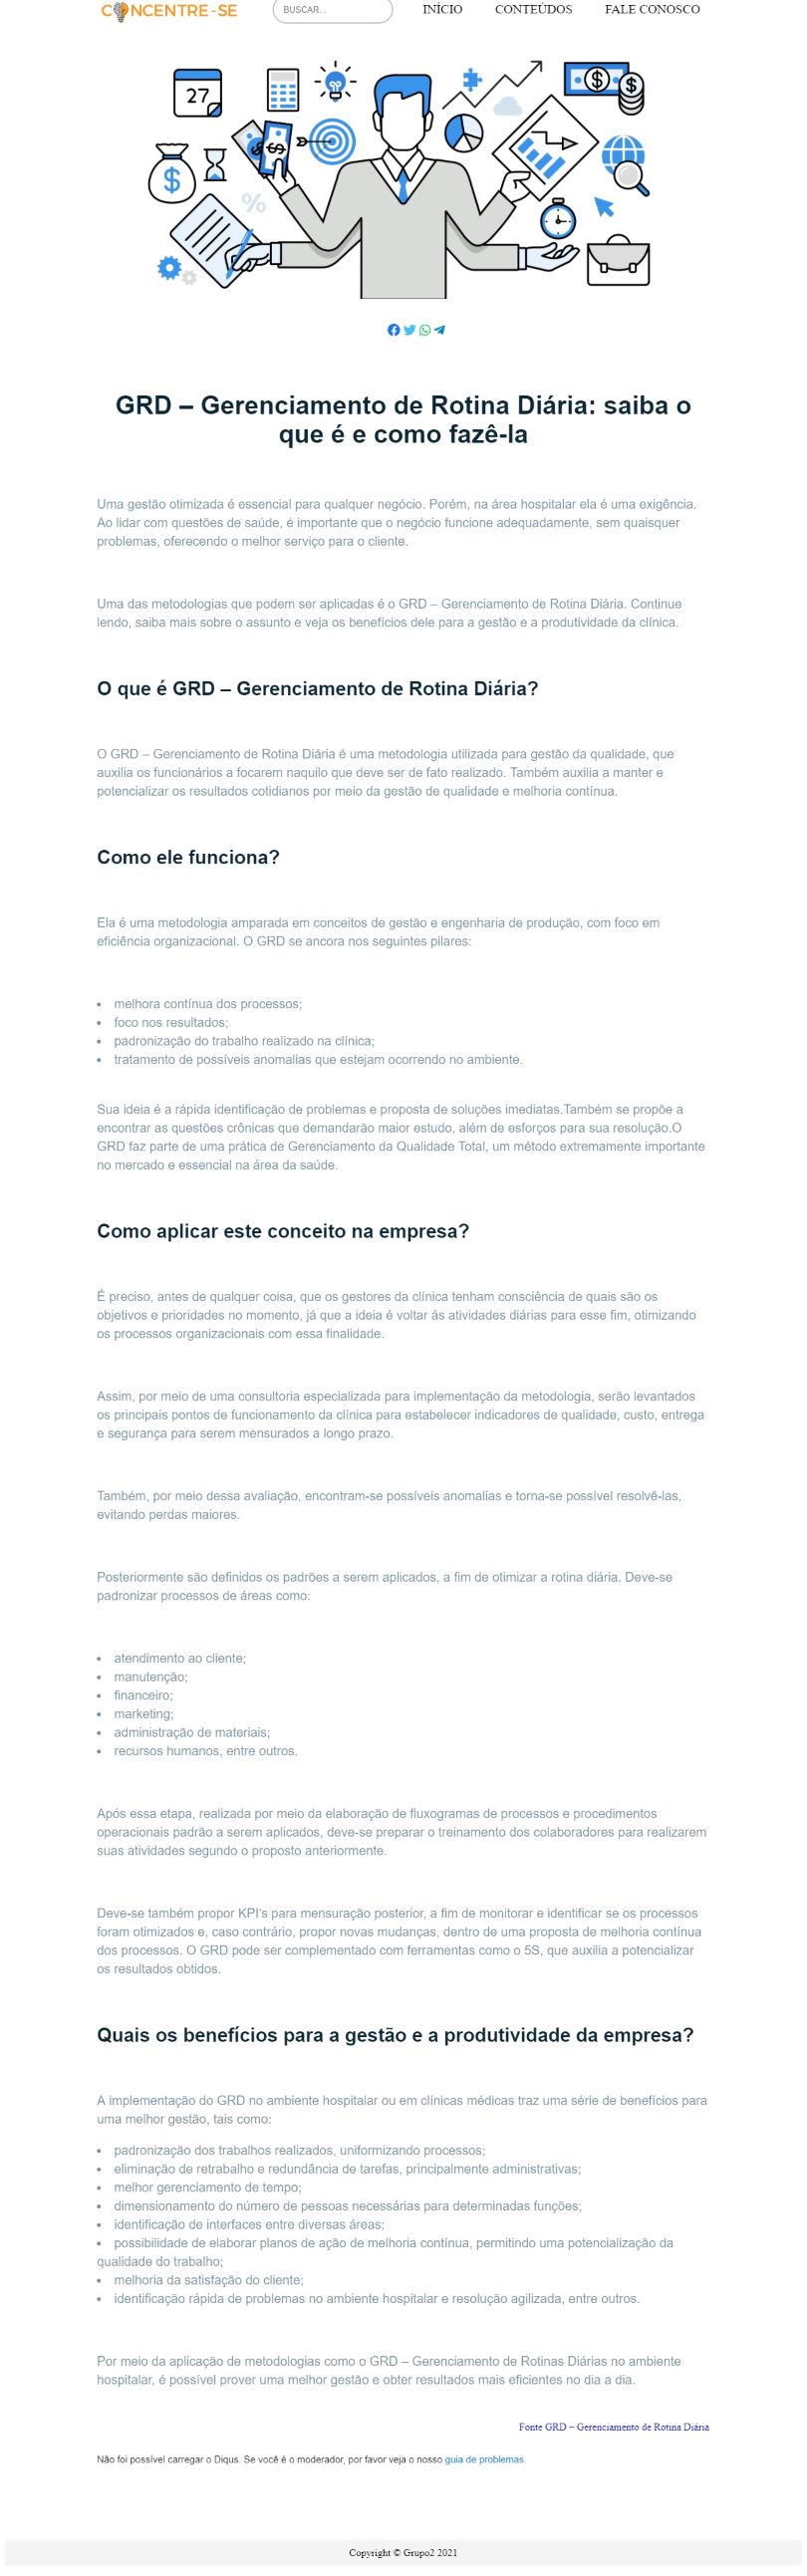 CONCENTRE-SE
BUSCAR...
INÍCIO
CONTEÚDOS
FALE CONOSCO
27
$
$
$
$
$
%
GRD – Gerenciamento de Rotina Diária: saiba o
que é e como fazê-la
Uma gestão otimizada é essencial para qualquer negócio. Porém, na área hospitalar ela é uma exigência.
Ao lidar com questões de saúde, é importante que o negócio funcione adequadamente, sem quaisquer
problemas, oferecendo o melhor serviço para o cliente.
Uma das metodologias que podem ser aplicadas é o GRD – Gerenciamento de Rotina Diária. Continue
lendo, saiba mais sobre o assunto e veja os benefícios dele para a gestão e a produtividade da clínica.
O que é GRD – Gerenciamento de Rotina Diária?
O GRD – Gerenciamento de Rotina Diária é uma metodologia utilizada para gestão da qualidade, que
auxilia os funcionários a focarem naquilo que deve ser de fato realizado. Também auxilia a manter e
potencializar os resultados cotidianos por meio da gestão de qualidade e melhoria contínua.
Como ele funciona?
Ela é uma metodologia amparada em conceitos de gestão e engenharia de produção, com foco em
eficiência organizacional. O GRD se ancora nos seguintes pilares:
• melhora contínua dos processos;
• foco nos resultados;
• padronização do trabalho realizado na clínica;
• tratamento de possíveis anomalias que estejam ocorrendo no ambiente.
Sua ideia é a rápida identificação de problemas e proposta de soluções imediatas.Também se propõe a
encontrar as questões crônicas que demandarão maior estudo, além de esforços para sua resolução.O
GRD faz parte de uma prática de Gerenciamento da Qualidade Total, um método extremamente importante
no mercado e essencial na área da saúde.
Como aplicar este conceito na empresa?
É preciso, antes de qualquer coisa, que os gestores da clínica tenham consciência de quais são os
objetivos e prioridades no momento, já que a ideia é voltar às atividades diárias para esse fim, otimizando
os processos organizacionais com essa finalidade.
Assim, por meio de uma consultoria especializada para implementação da metodologia, serão levantados
os principais pontos de funcionamento da clínica para estabelecer indicadores de qualidade, custo, entrega
e segurança para serem mensurados a longo prazo.
Também, por meio dessa avaliação, encontram-se possíveis anomalias e torna-se possível resolvê-las,
evitando perdas maiores.
Posteriormente são definidos os padrões a serem aplicados, a fim de otimizar a rotina diária. Deve-se
padronizar processos de áreas como:
• atendimento ao cliente;
• manutenção;
• financeiro;
• marketing;
• administração de materiais;
• recursos humanos, entre outros.
Após essa etapa, realizada por meio da elaboração de fluxogramas de processos e procedimentos
operacionais padrão a serem aplicados, deve-se preparar o treinamento dos colaboradores para realizarem
suas atividades segundo o proposto anteriormente.
Deve-se também propor KPI's para mensuração posterior, a fim de monitorar e identificar se os processos
foram otimizados e, caso contrário, propor novas mudanças, dentro de uma proposta de melhoria contínua
dos processos. O GRD pode ser complementado com ferramentas como o 5S, que auxilia a potencializar
os resultados obtidos.
Quais os benefícios para a gestão e a produtividade da empresa?
A implementação do GRD no ambiente hospitalar ou em clínicas médicas traz uma série de benefícios para
uma melhor gestão, tais como:
• padronização dos trabalhos realizados, uniformizando processos;
• eliminação de retrabalho e redundância de tarefas, principalmente administrativas;
• melhor gerenciamento de tempo;
• dimensionamento do número de pessoas necessárias para determinadas funções;
• identificação de interfaces entre diversas áreas;
• possibilidade de elaborar planos de ação de melhoria contínua, permitindo uma potencialização da
qualidade do trabalho;
• melhoria da satisfação do cliente;
• identificação rápida de problemas no ambiente hospitalar e resolução agilizada, entre outros.
Por meio da aplicação de metodologias como o GRD – Gerenciamento de Rotinas Diárias no ambiente
hospitalar, é possível prover uma melhor gestão e obter resultados mais eficientes no dia a dia.
Fonte GRD – Gerenciamento de Rotina Diária
Não foi possível carregar o Diqus. Se você é o moderador, por favor veja o nosso guia de problemas.
Copyright © Grupo2 2021